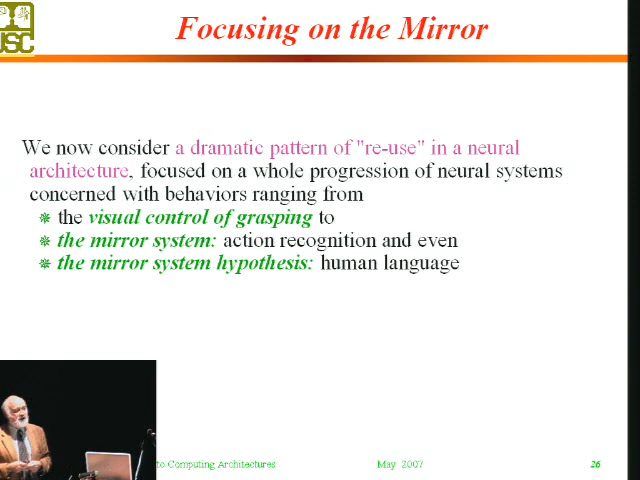 USC
Focusing on the Mirror
We now consider a dramatic pattern of "re-use" in a neural
architecture, focused on a whole progression of neural systems
concerned with behaviors ranging from
the visual control of grasping to
the mirror system: action recognition and even
the mirror system hypothesis: human language
to Computing Architectures
May 2007
26